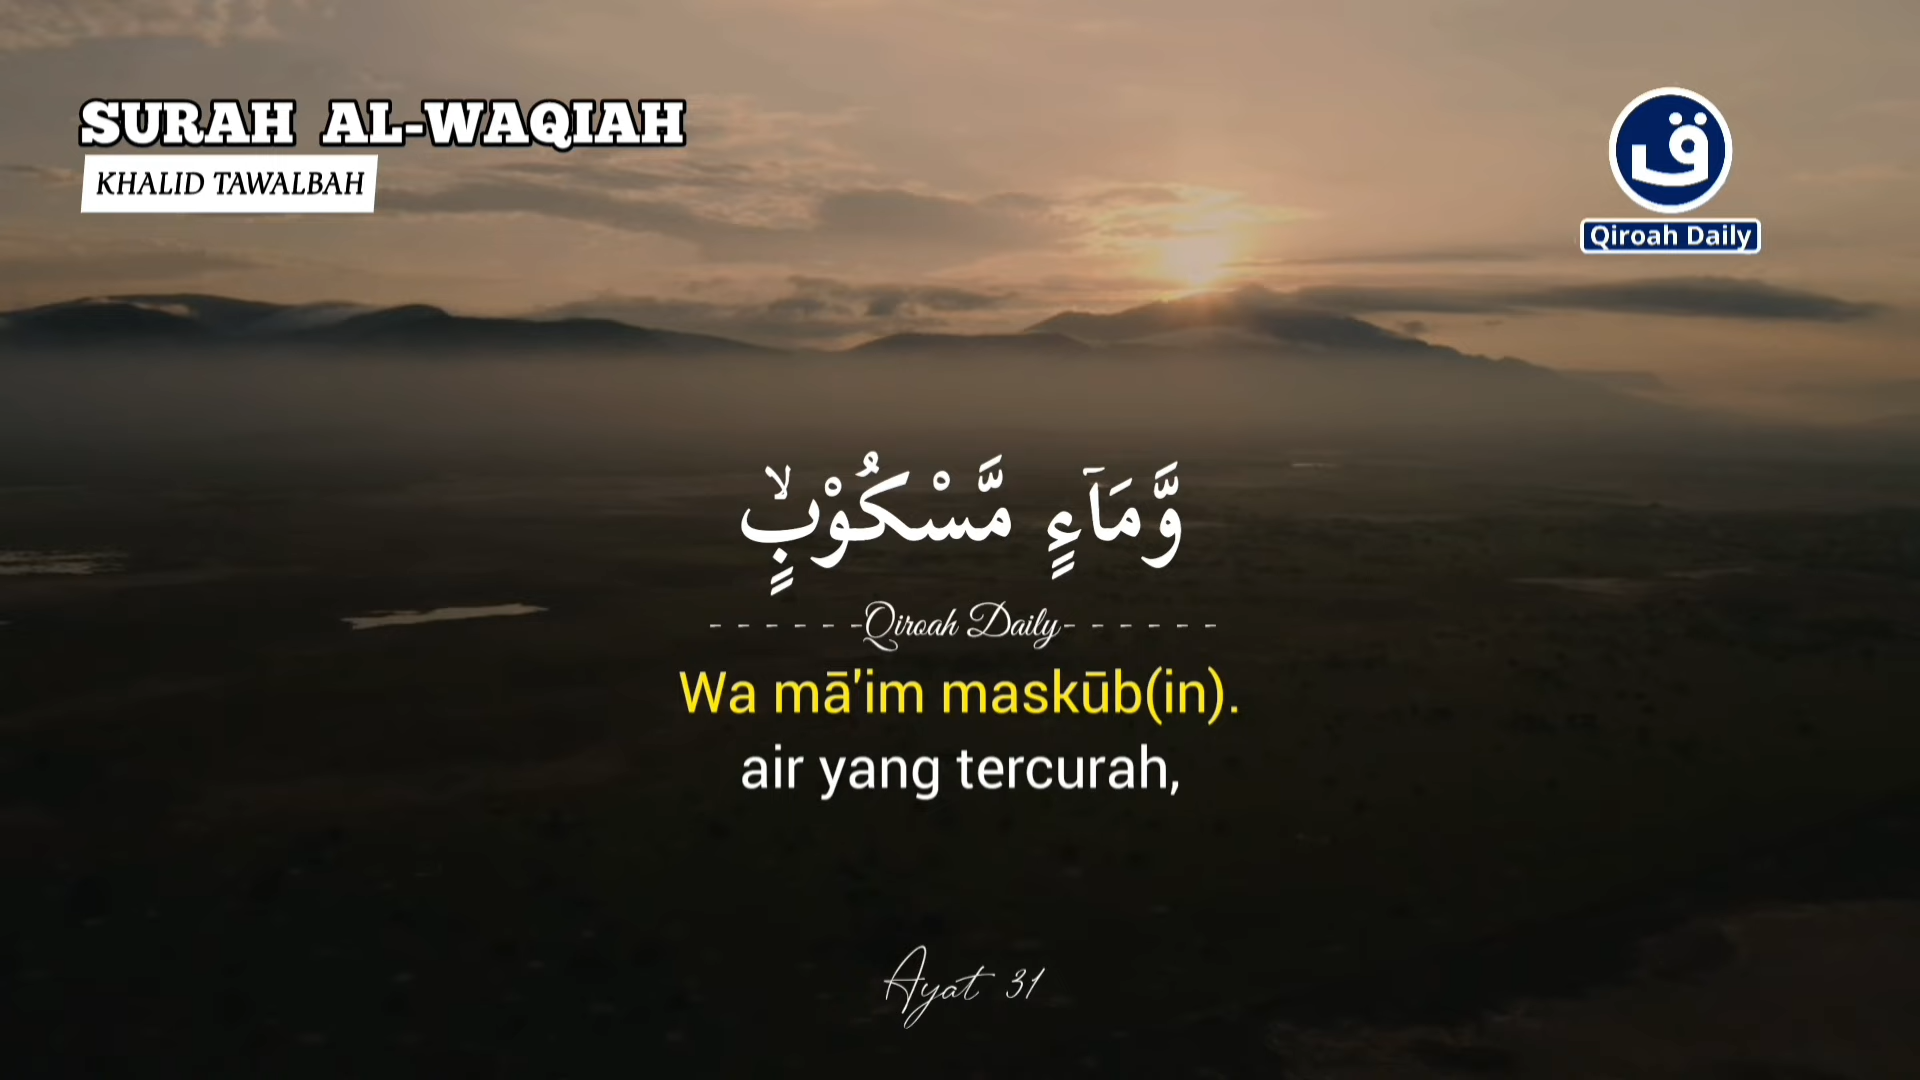 SURAH AL-WAQIAH
KHALID TAWALBAH
ق
Qiroah Daily
وَّمَاۤءٍ مَّسْكُوْبٍۙ
------Qiroah Daily------
Wa mā'im maskūb(in).
air yang tercurah,
Ayat 31